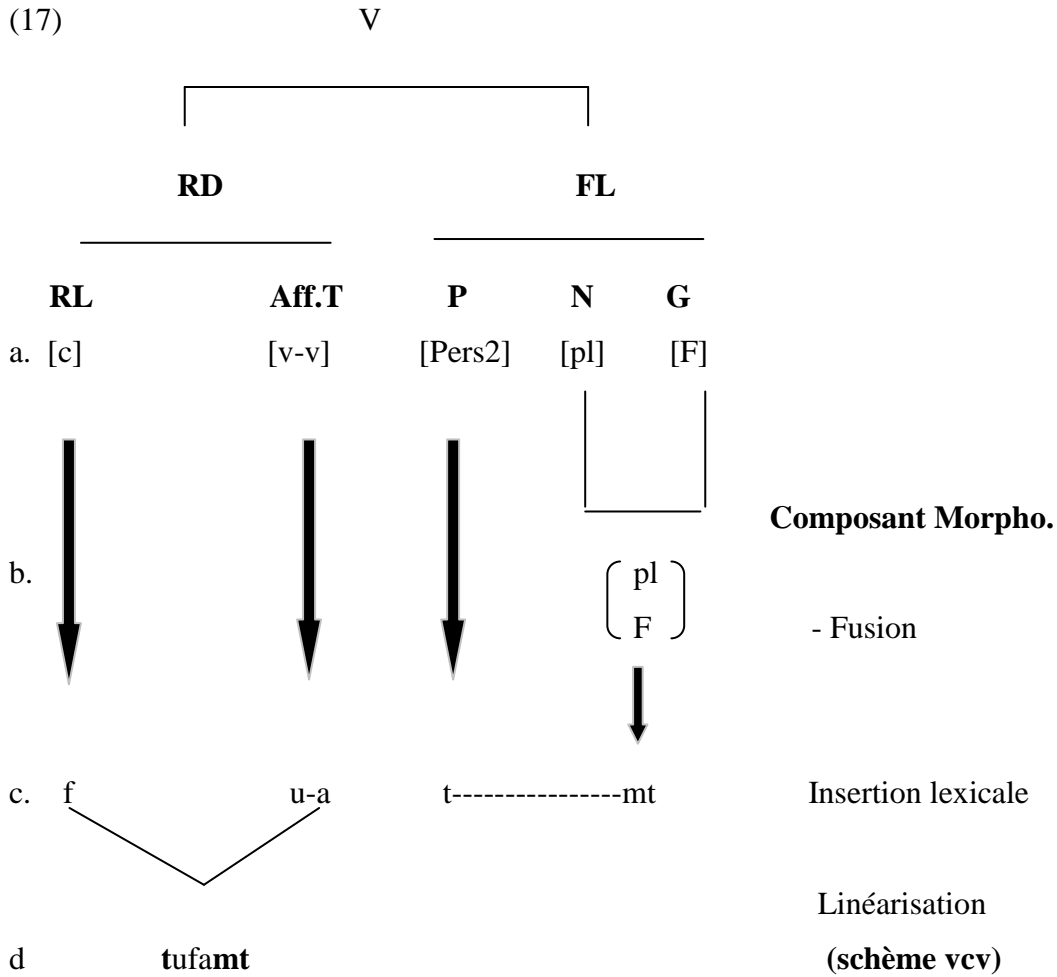 (17) V
RD FL
RL Aff.T P N G
a. [c] [v-v] [Pers2] [pl] [F]
Composant Morpho.
b. pl
F - Fusion
c. f u-a t----------------mt Insertion lexicale
Linéarisation
d tufamt (schème vcv)